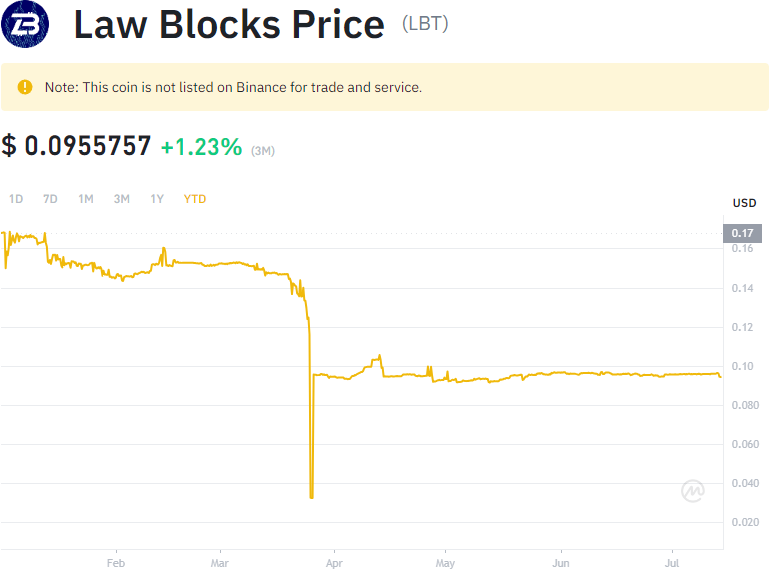 Law Blocks Price (LBT)
Note: This coin is not listed on Binance for trade and service.
$ 0.0955757 +1.23% (3M)
1D 7D 1M 3M 1Y YTD
USD
0.17
0.16
0.14
0.12
0.10
0.080
0.060
0.040
0.020
Feb Mar Apr May Jun Jul